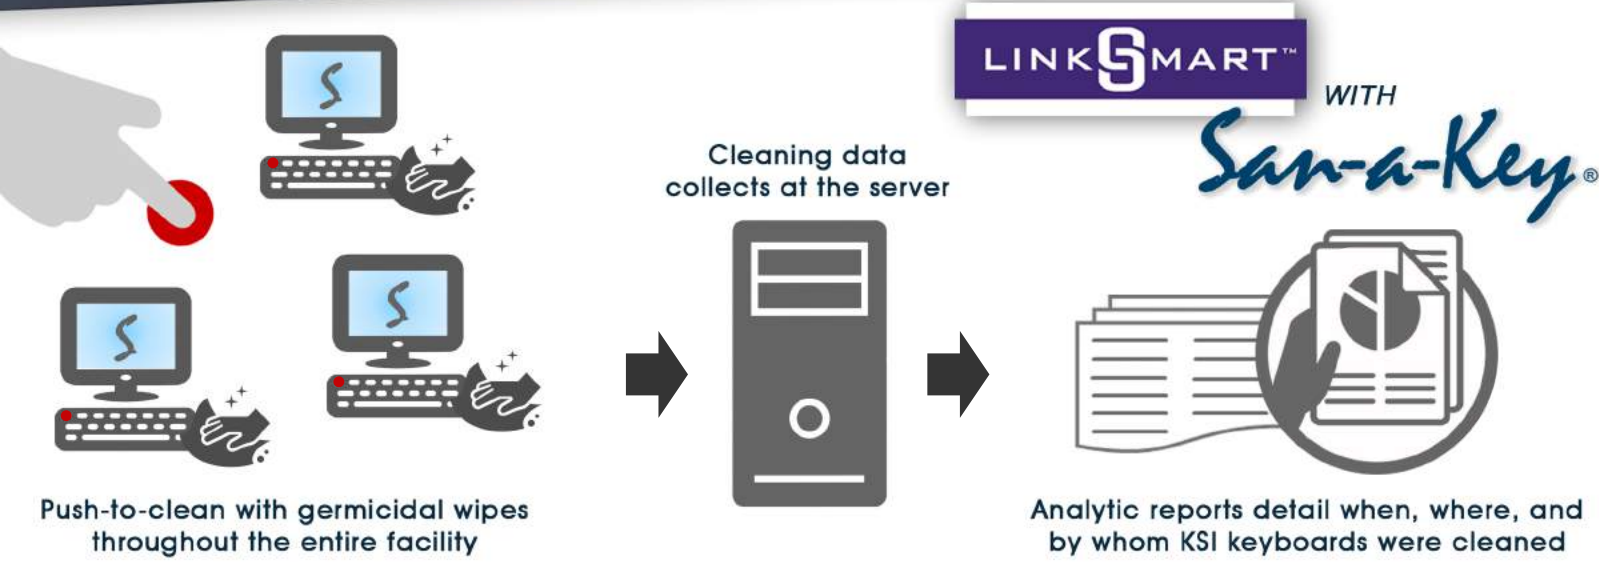 LINKSMART™
WITH
San-a-Key®
Cleaning data
collects at the server
Push-to-clean with germicidal wipes
throughout the entire facility
Analytic reports detail when, where, and
by whom KSI keyboards were cleaned